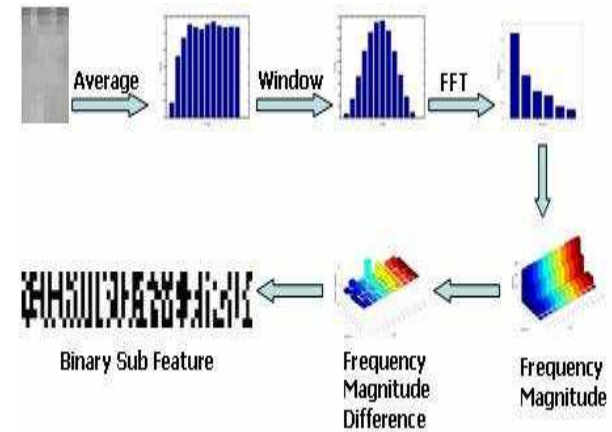 Average
Window
FFT
Binary Sub Feature
Frequency
Magnitude
Difference
Frequency
Magnitude